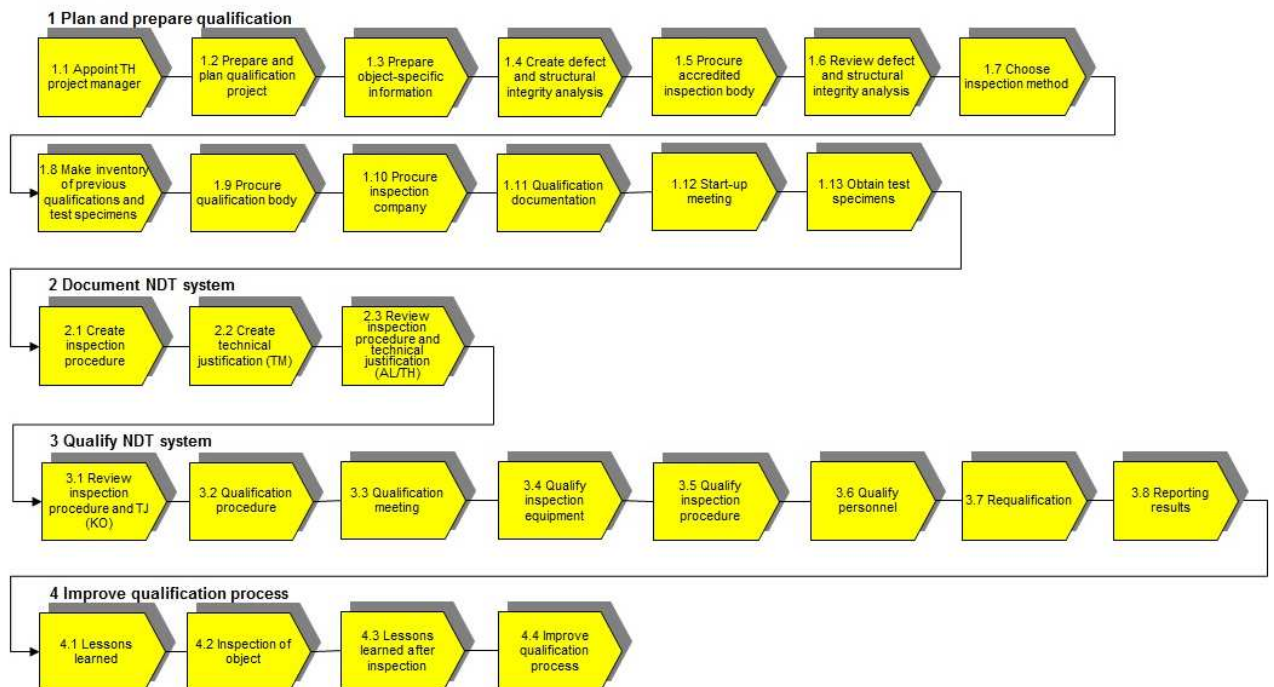 1 Plan and prepare qualification
1.1 Appoint TH
project manager
1.2 Prepare and
plan qualification
project
1.3 Prepare
object-specific
information
1.4 Create defect
and structural
integrity analysis
1.5 Procure
accredited
inspection body
1.6 Review defect
and structural
integrity analysis
1.7 Choose
inspection method
1.8 Make inventory
of previous
qualifications and
test specimens
1.9 Procure
qualification body
1.10 Procure
inspection
company
1.11 Qualification
documentation
1.12 Start-up
meeting
1.13 Obtain test
specimens
2 Document NDT system
2.1 Create
inspection
procedure
2.2 Create
technical
justification (TM)
2.3 Review
inspection
procedure and
technical
justification
(AL/TH)
3 Qualify NDT system
3.1 Review
inspection
procedure and TJ
(KO)
3.2 Qualification
procedure
3.3 Qualification
meeting
3.4 Qualify
inspection
equipment
3.5 Qualify
inspection
procedure
3.6 Qualify
personnel
3.7 Requalification
3.8 Reporting
results
4 Improve qualification process
4.1 Lessons
learned
4.2 Inspection of
object
4.3 Lessons
learned after
inspection
4.4 Improve
qualification
process